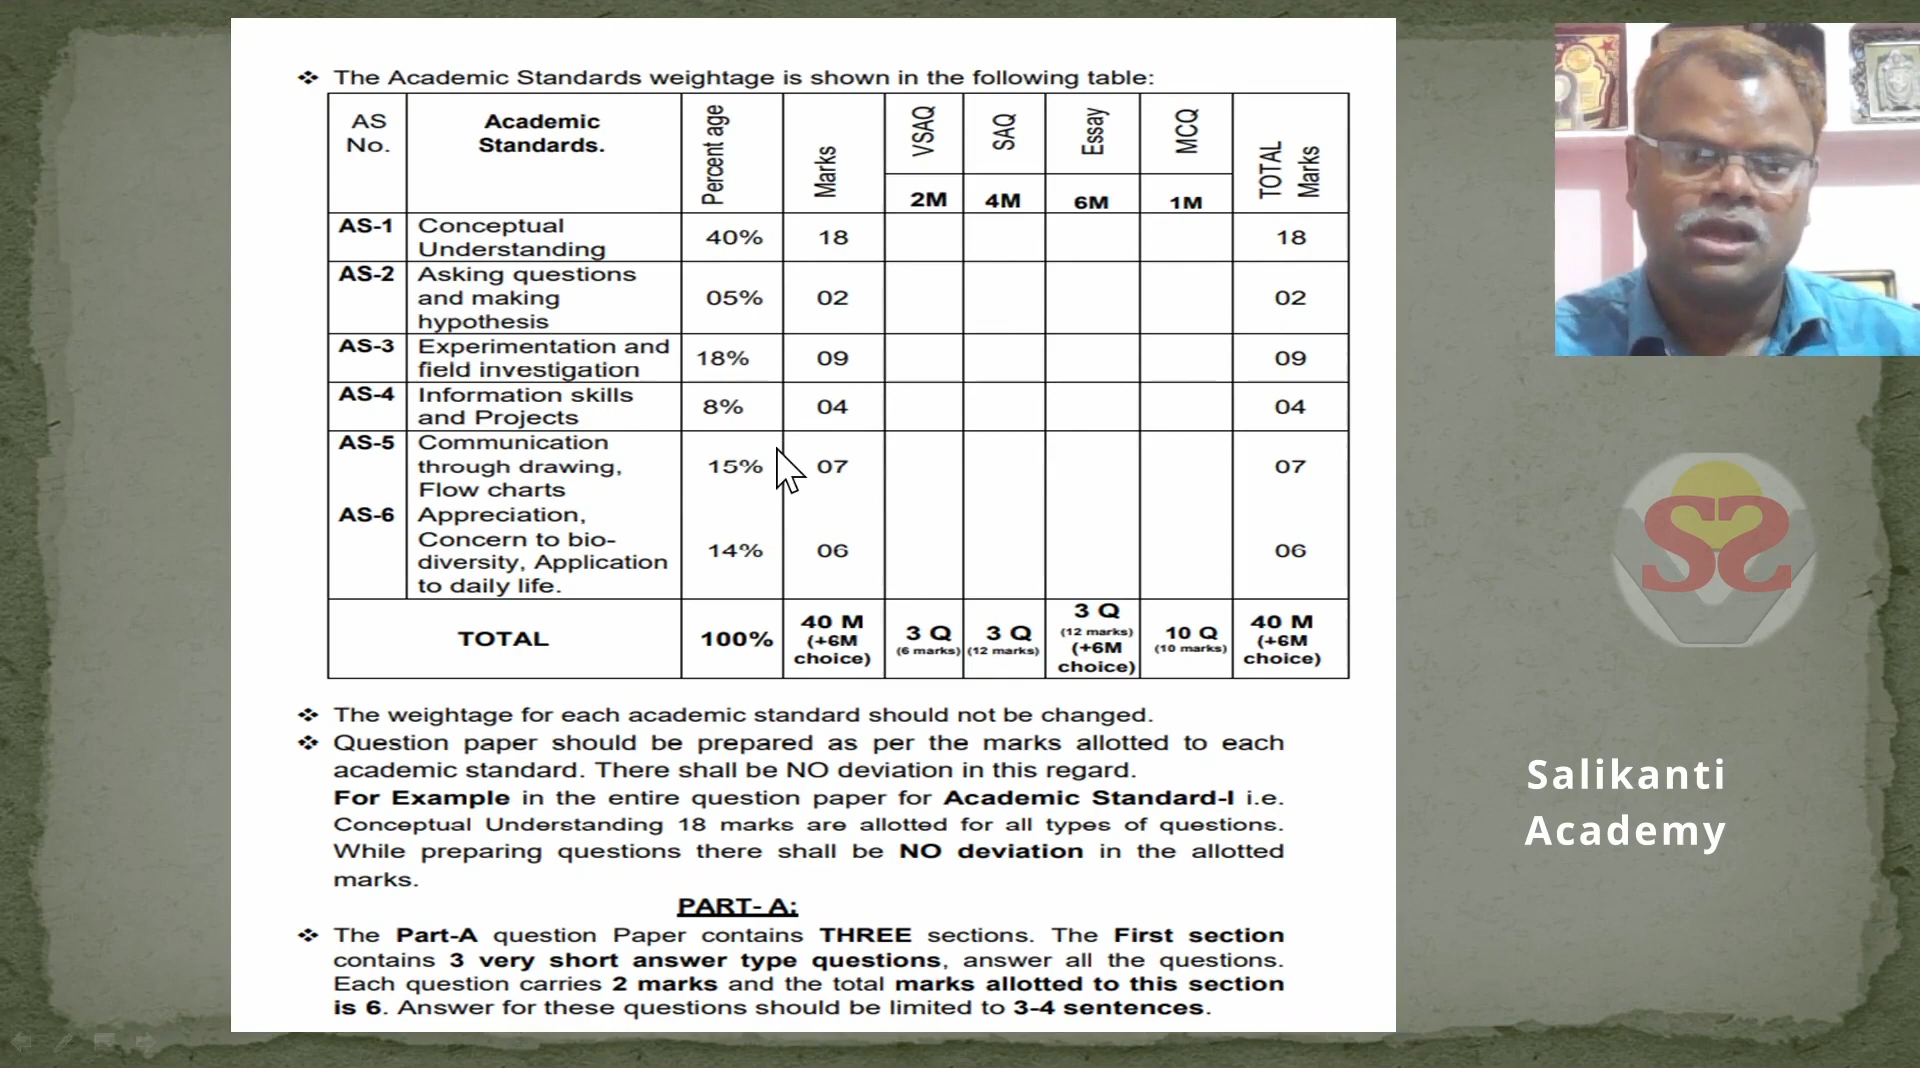 ❖ The Academic Standards weightage is shown in the following table:
AS No. Academic Standards. Percent age Marks VSAQ SAQ Essay MCQ TOTAL Marks
2M 4M 6M 1M
AS-1 Conceptual Understanding 40% 18 18
AS-2 Asking questions and making hypothesis 05% 02 02
AS-3 Experimentation and field investigation 18% 09 09
AS-4 Information skills and Projects 8% 04 04
AS-5 Communication through drawing, Flow charts 15% 07 07
AS-6 Appreciation, Concern to bio-diversity, Application to daily life. 14% 06 06
TOTAL 100% 40 M (+6M choice) 3 Q (6 marks) 3 Q (12 marks) 3 Q (12 marks) (+6M choice) 10 Q (10 marks) 40 M (+6M choice)
❖ The weightage for each academic standard should not be changed.
❖ Question paper should be prepared as per the marks allotted to each
academic standard. There shall be NO deviation in this regard.
For Example in the entire question paper for Academic Standard-I i.e.
Conceptual Understanding 18 marks are allotted for all types of questions.
While preparing questions there shall be NO deviation in the allotted
marks.
PART- A:
❖ The Part-A question Paper contains THREE sections. The First section
contains 3 very short answer type questions, answer all the questions.
Each question carries 2 marks and the total marks allotted to this section
is 6. Answer for these questions should be limited to 3-4 sentences.
Salikanti
Academy